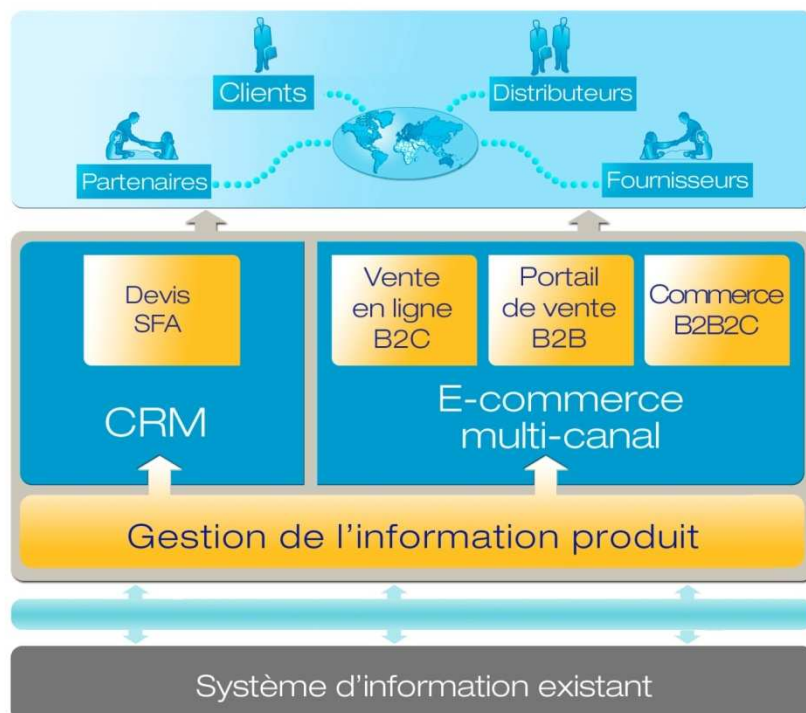 Clients
Distributeurs
Partenaires
Fournisseurs
Devis
SFA
Vente
en ligne
B2C
Portail
de vente
B2B
Commerce
B2B2C
CRM
E-commerce
multi-canal
Gestion de l'information produit
Système d'information existant